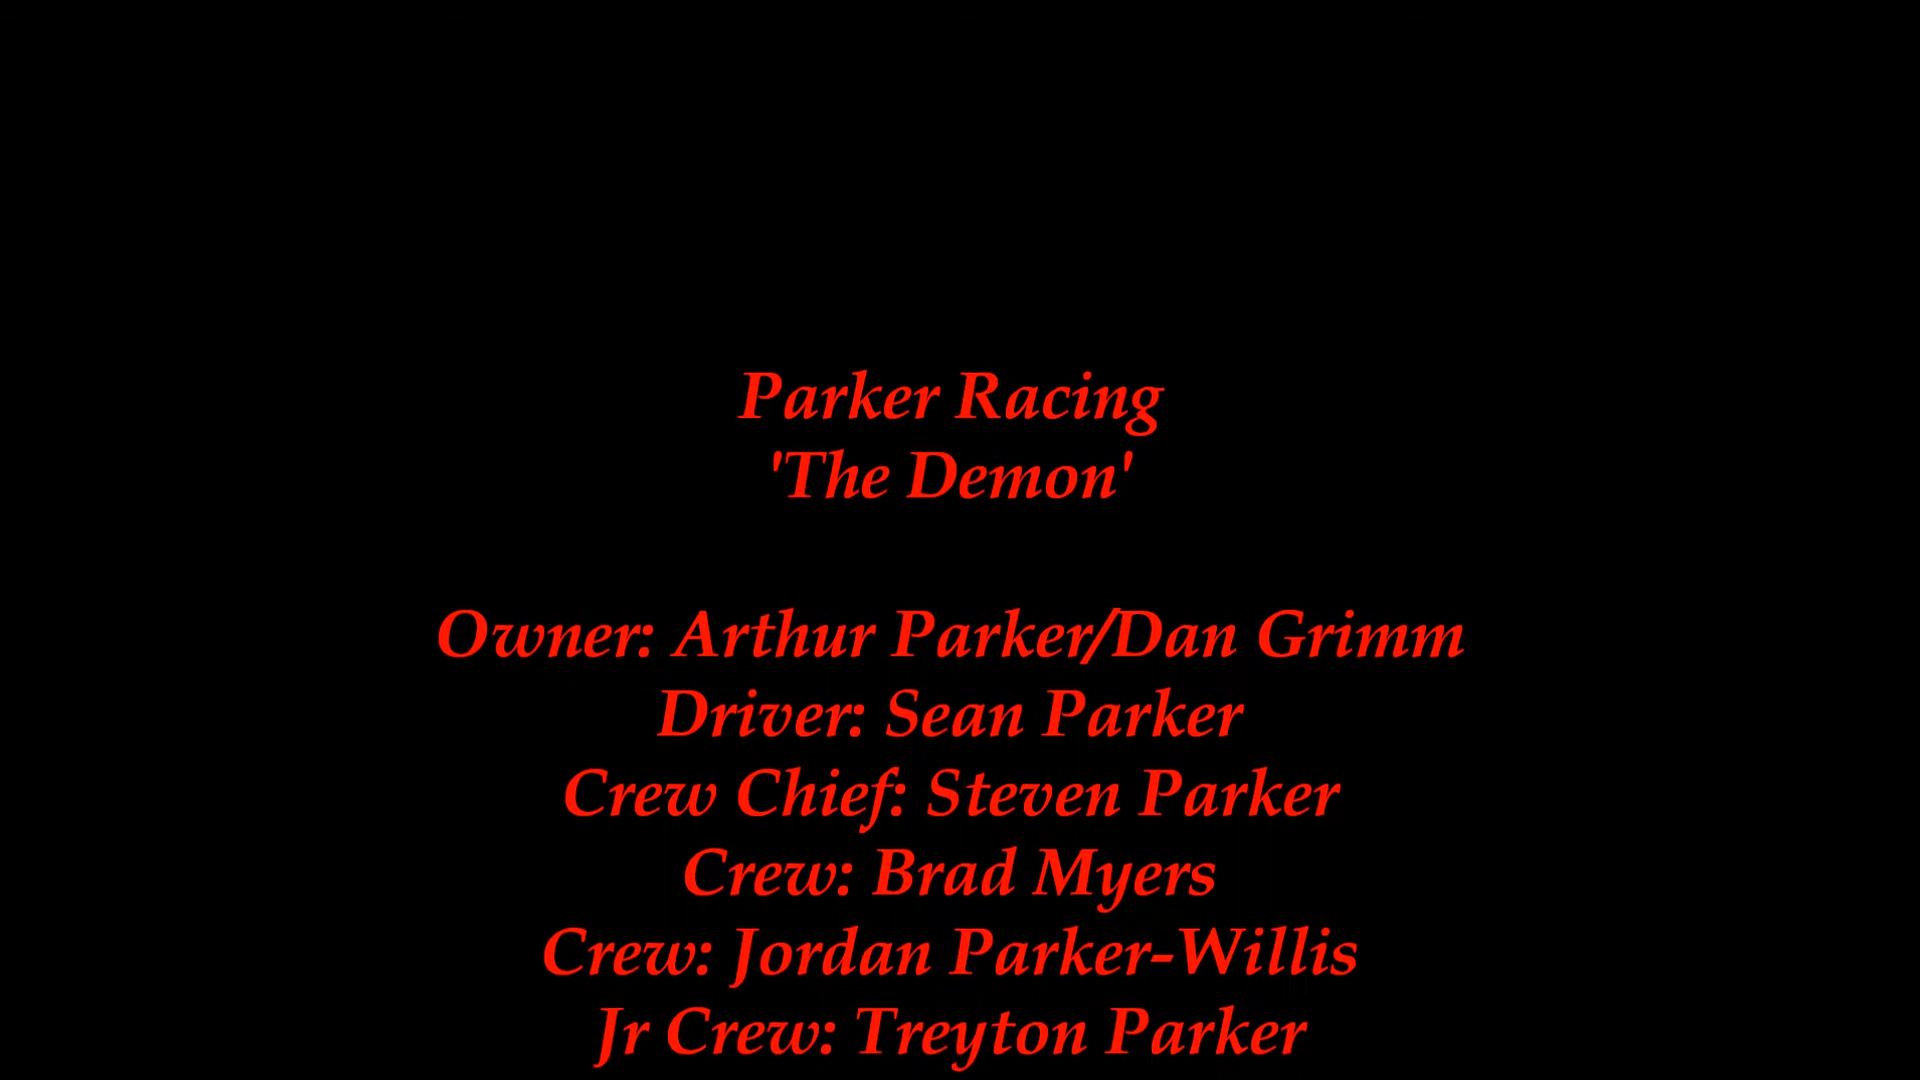 Parker Racing
'The Demon'
Owner: Arthur Parker/Dan Grimm
Driver: Sean Parker
Crew Chief: Steven Parker
Crew: Brad Myers
Crew: Jordan Parker-Willis
Jr Crew: Treyton Parker